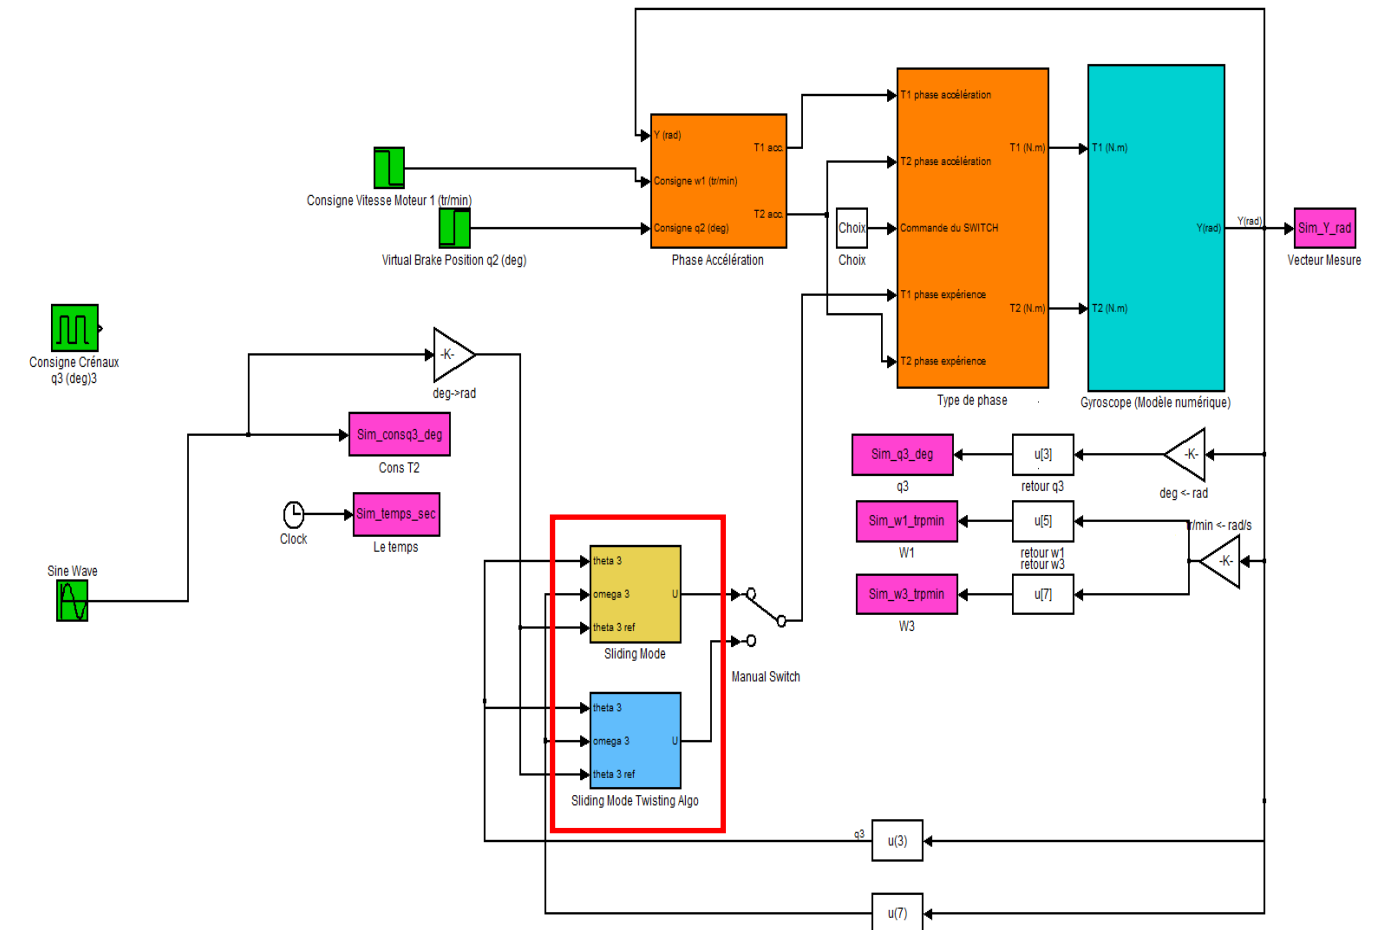 Y (rad)
T1 acc.
Consigne w1 (tr/min)
T2 acc.
Consigne q2 (deg)
Phase Accélération
Consigne Vitesse Moteur 1 (tr/min)
Virtual Brake Position q2 (deg)
Choix
Choix
T1 phase accélération
T2 phase accélération
Commande du SWITCH
T1 phase expérience
T2 phase expérience
T1 (N.m)
T2 (N.m)
Type de phase
T1 (N.m)
T2 (N.m)
Y(rad)
Gyroscope (Modèle numérique)
Y(rad)
Sim_Y_rad
Vecteur Mesure
Consigne Crénaux
q3 (deg)3
-K-
deg->rad
Sim_consq3_deg
Cons T2
Clock
Sim_temps_sec
Le temps
Sine Wave
Sim_q3_deg
q3
u[3]
retour q3
-K-
deg <- rad
Sim_w1_trpmin
W1
u[5]
retour w1
retour w3
tr/min <- rad/s
-K-
Sim_w3_trpmin
W3
u[7]
theta 3
omega 3
U
theta 3 ref
Sliding Mode
Manual Switch
theta 3
omega 3
U
theta 3 ref
Sliding Mode Twisting Algo
q3
u(3)
u(7)